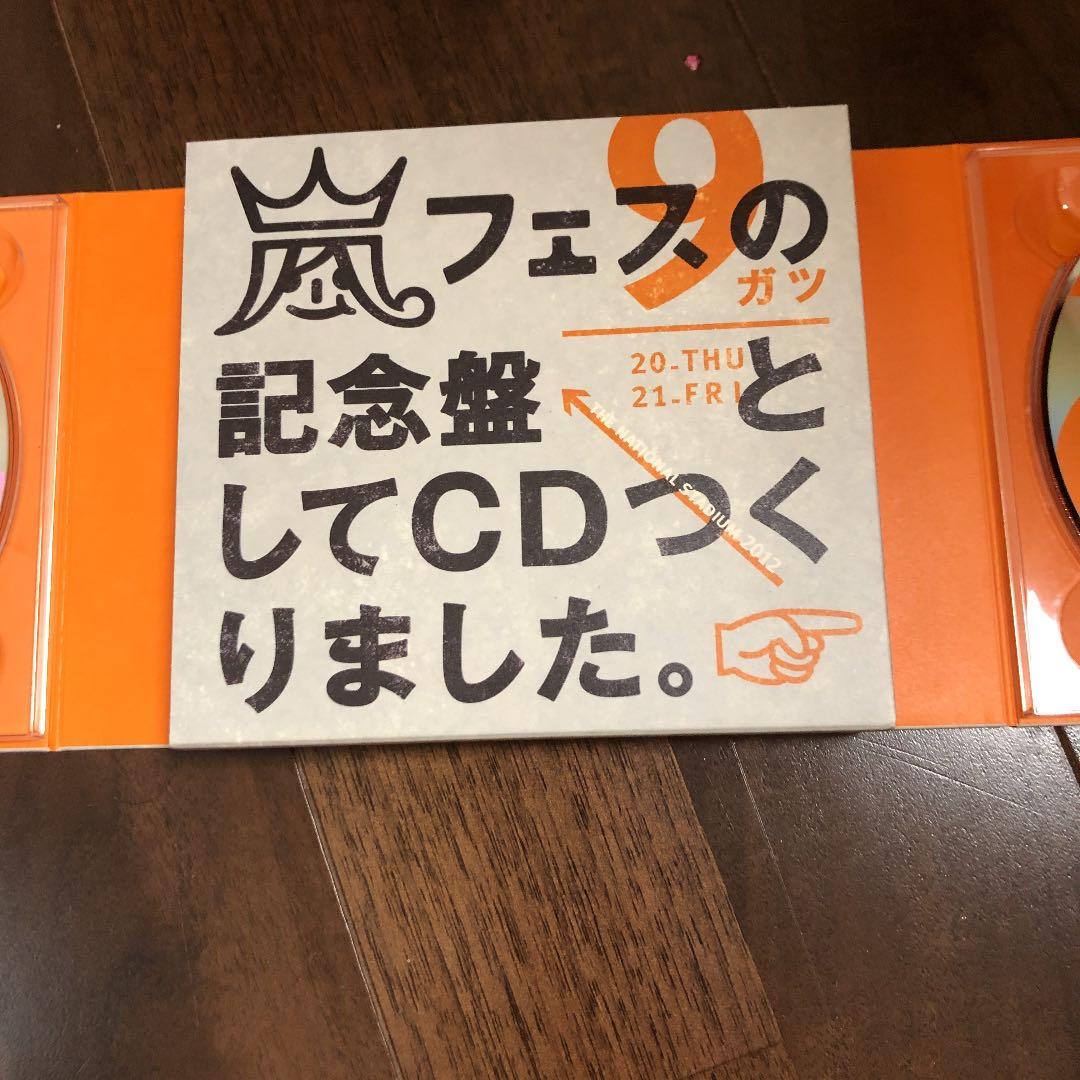 嵐フェスの
9
ガツ
20-THU
21-FRI
記念盤と
してCDつく
りました。
THE NATIONAL STADIUM 2012